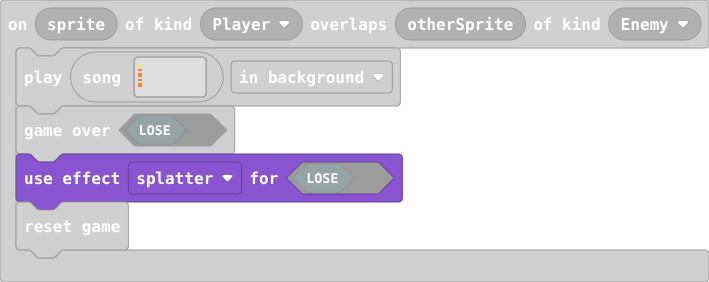 on sprite of kind Player overlaps otherSprite of kind Enemy
play song in background
game over LOSE
use effect splatter for LOSE
reset game